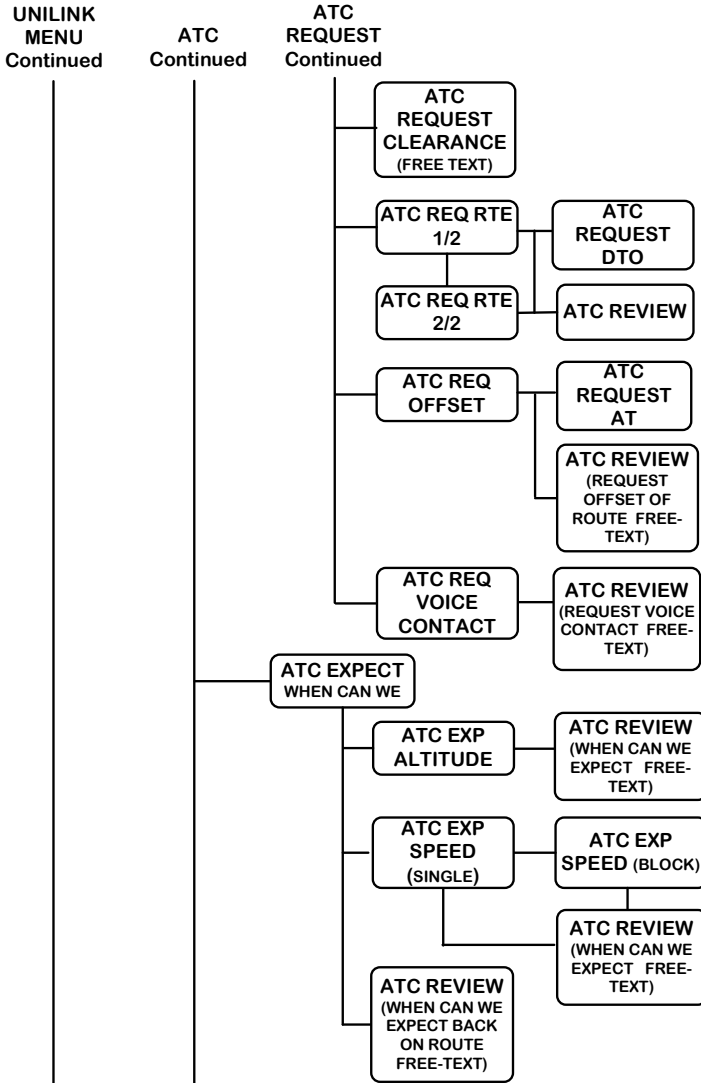 UNILINK
MENU
Continued
ATC
Continued
ATC
REQUEST
Continued
ATC
REQUEST
CLEARANCE
(FREE TEXT)
ATC REQ RTE
1/2
ATC
REQUEST
DTO
ATC REQ RTE
2/2
ATC REVIEW
ATC REQ
OFFSET
ATC
REQUEST
AT
ATC REVIEW
(REQUEST
OFFSET OF
ROUTE FREE-
TEXT)
ATC REQ
VOICE
CONTACT
ATC REVIEW
(REQUEST VOICE
CONTACT FREE-
TEXT)
ATC EXPECT
WHEN CAN WE
ATC EXP
ALTITUDE
ATC REVIEW
(WHEN CAN WE
EXPECT FREE-
TEXT)
ATC EXP
SPEED
(SINGLE)
ATC EXP
SPEED (BLOCK)
ATC REVIEW
(WHEN CAN WE
EXPECT FREE-
TEXT)
ATC REVIEW
(WHEN CAN WE
EXPECT BACK
ON ROUTE
FREE-TEXT)